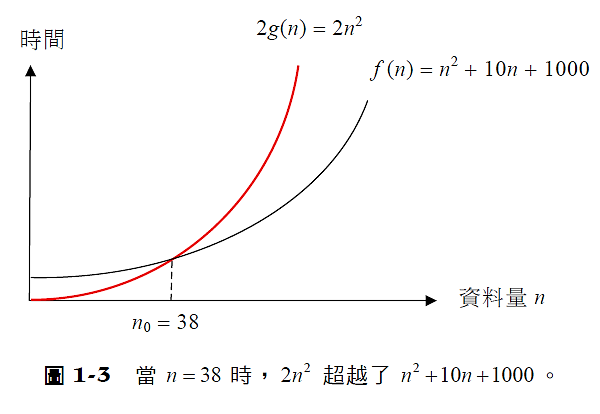 2g(n) = 2n²
時間
f(n) = n² + 10n + 1000
資料量 n
n₀ = 38
圖 1-3 當 n = 38 時，2n² 超越了 n² +10n+1000 。